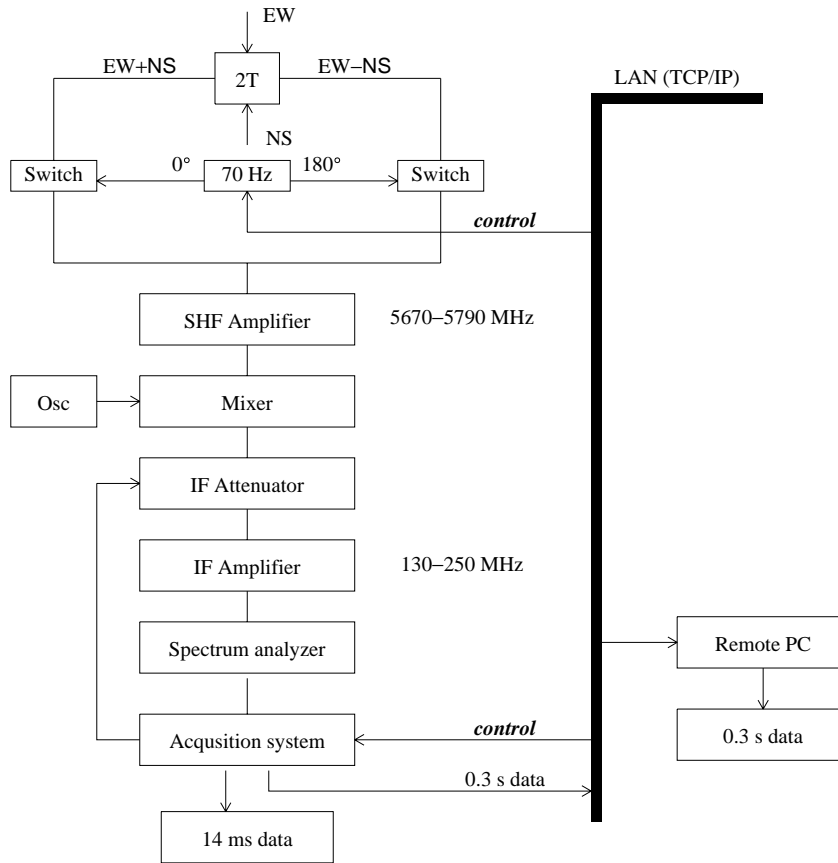 EW
EW+NS
2T
EW−NS
LAN (TCP/IP)
NS
Switch
0°
70 Hz
180°
Switch
control
SHF Amplifier
5670−5790 MHz
Osc
Mixer
IF Attenuator
IF Amplifier
130−250 MHz
Spectrum analyzer
Remote PC
Acqusition system
control
0.3 s data
0.3 s data
14 ms data